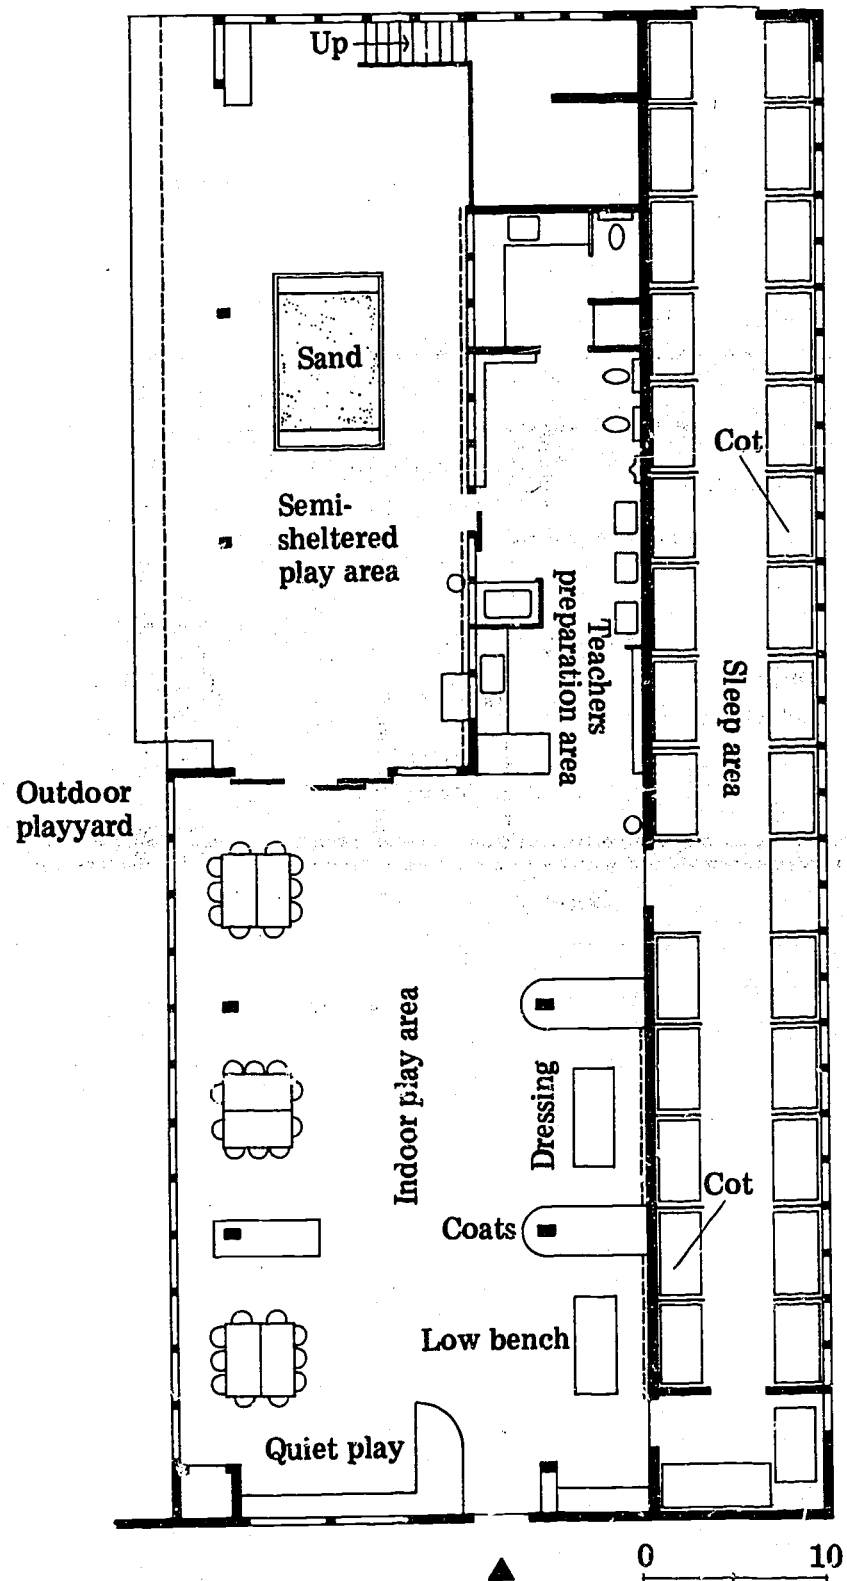 Up
Sand
Cot
Semi-
sheltered
play area
Teachers
preparation area
Sleep area
Outdoor
playyard
Indoor play area
Dressing
Cot
Coats
Low bench
Quiet play
0 10